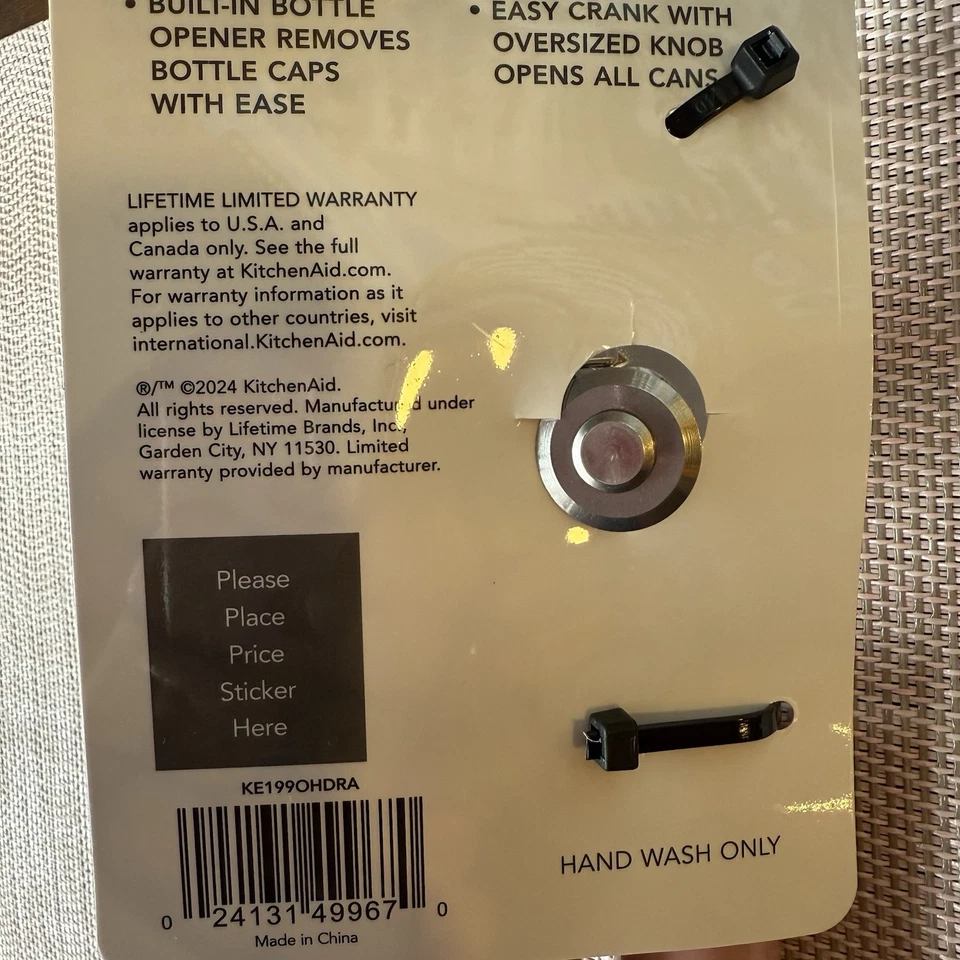 • BUILT-IN BOTTLE
OPENER REMOVES
BOTTLE CAPS
WITH EASE
• EASY CRANK WITH
OVERSIZED KNOB
OPENS ALL CANS
LIFETIME LIMITED WARRANTY
applies to U.S.A. and
Canada only. See the full
warranty at KitchenAid.com.
For warranty information as it
applies to other countries, visit
international.KitchenAid.com.
®/™ ©2024 KitchenAid.
All rights reserved. Manufactured under
license by Lifetime Brands, Inc.,
Garden City, NY 11530. Limited
warranty provided by manufacturer.
Please
Place
Price
Sticker
Here
KE199OHDRA
0 24131 49967 0
Made in China
HAND WASH ONLY